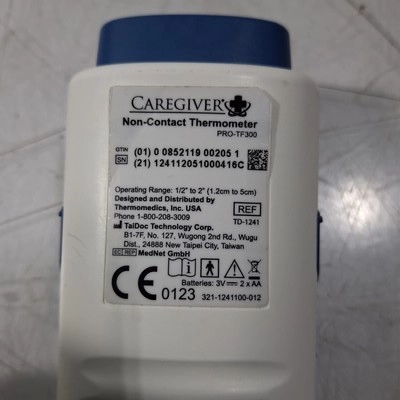 CAREGIVER®
Non-Contact Thermometer
PRO-TF300
GTIN (01) 0 0852119 00205 1
SN (21) 124112051000416C
Operating Range: 1/2" to 2" (1.2cm to 5cm)
Designed and Distributed by
Thermomedics, Inc. USA
Phone 1-800-208-3009
REF
TD-1241
TaiDoc Technology Corp.
B1-7F, No. 127, Wugong 2nd Rd., Wugu
Dist., 24888 New Taipei City, Taiwan
EC REP MedNet GmbH
CE 0123
Batteries: 3V 2 x AA
321-1241100-012